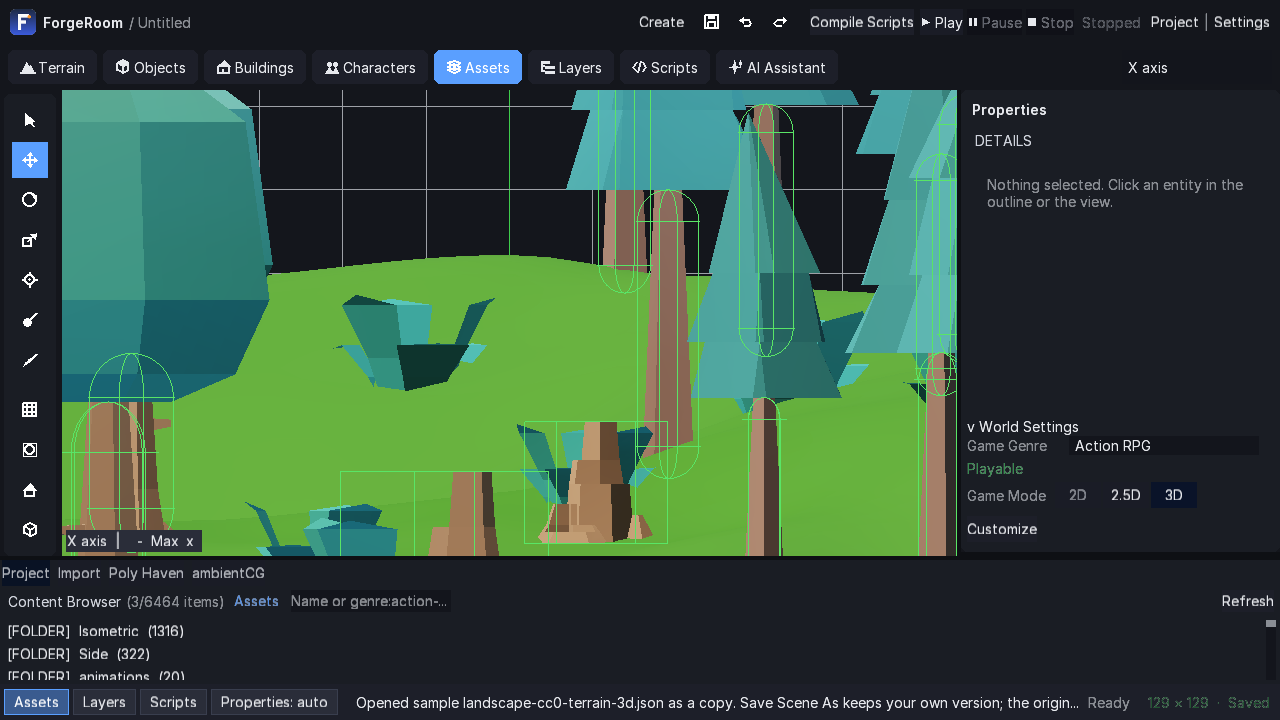 ForgeRoom / Untitled
Create
Compile Scripts
Play
Pause
Stop
Stopped
Project | Settings
Terrain
Objects
Buildings
Characters
Assets
Layers
Scripts
AI Assistant
X axis
Properties
DETAILS
Nothing selected. Click an entity in the
outline or the view.
v World Settings
Game Genre Action RPG
Playable
Game Mode 2D 2.5D 3D
Customize
X axis | - Max x
Project Import Poly Haven ambientCG
Content Browser (3/6464 items) Assets Name or genre:action-... Refresh
[FOLDER] Isometric (1316)
[FOLDER] Side (322)
[FOLDER] animations (20)
Assets Layers Scripts Properties: auto Opened sample landscape-cc0-terrain-3d.json as a copy. Save Scene As keeps your own version; the origin... Ready 129 × 129 · Saved